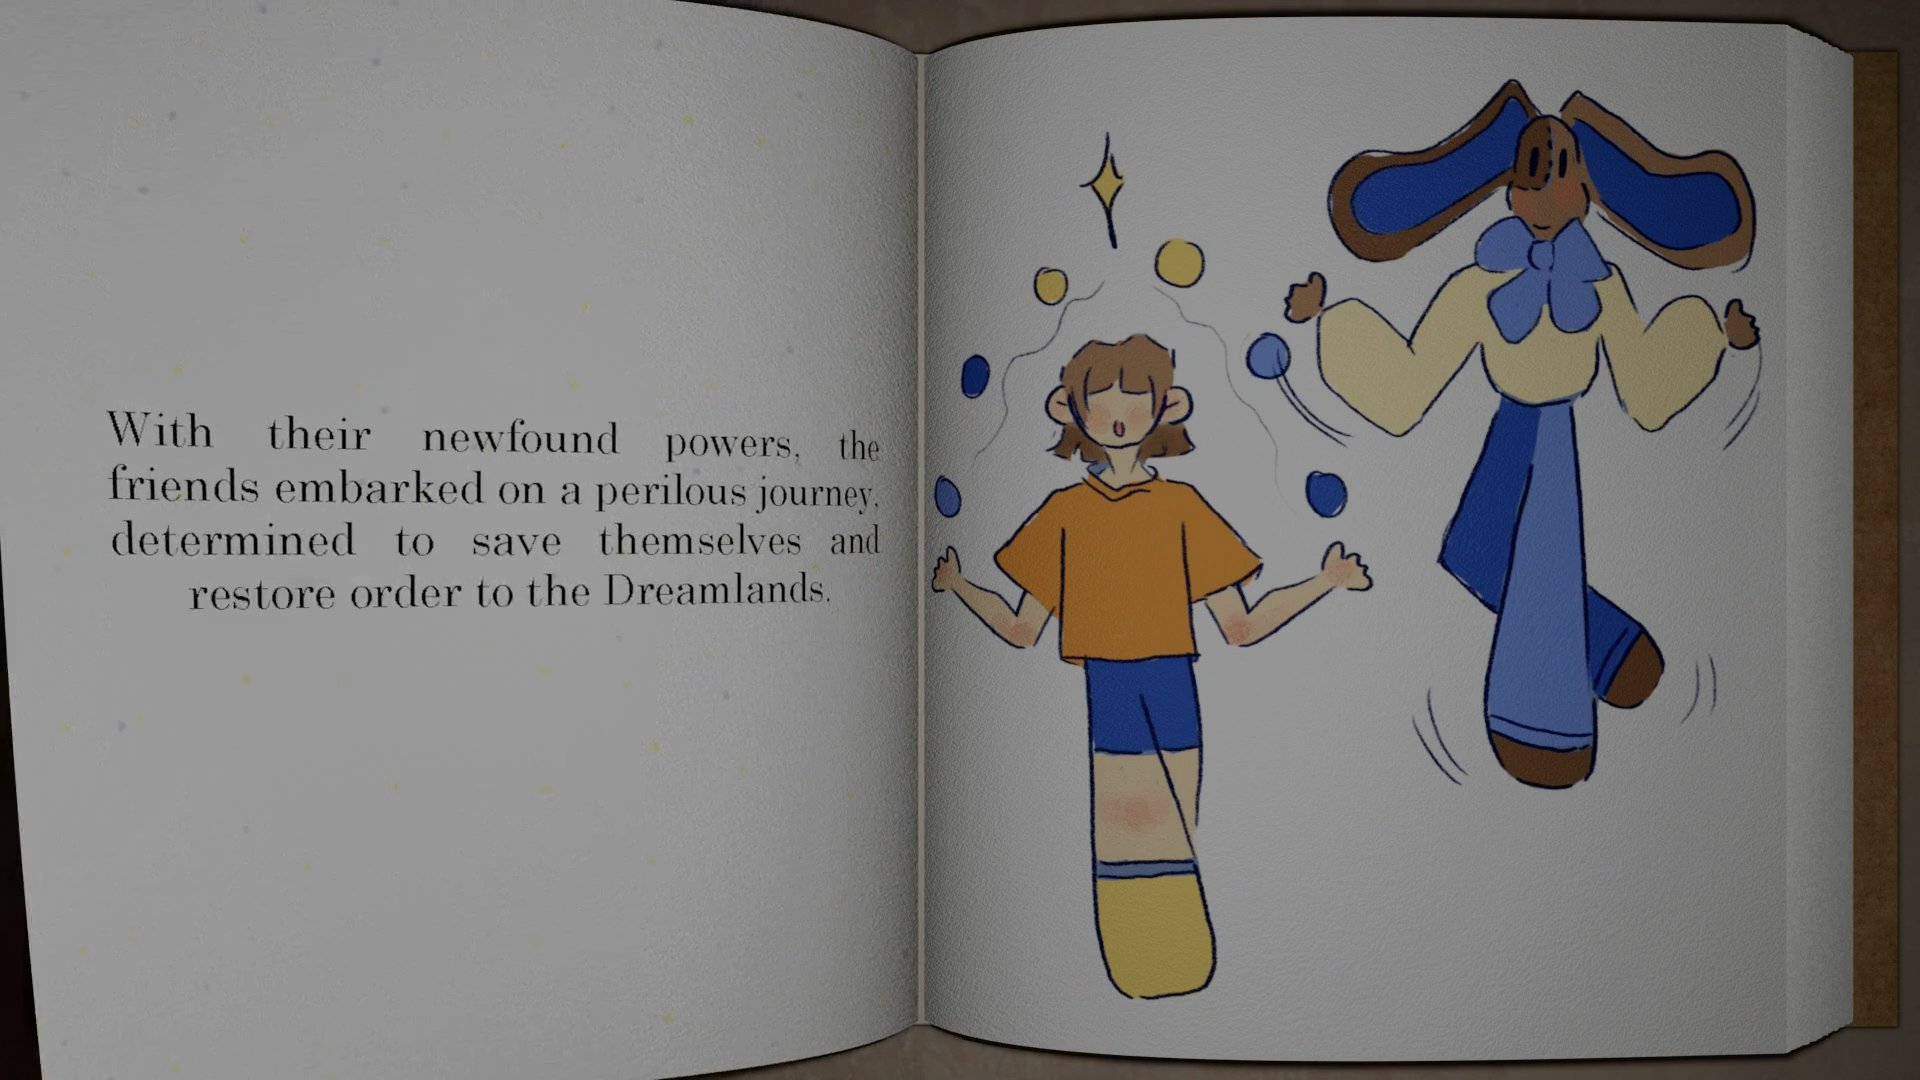 With their newfound powers, the
friends embarked on a perilous journey,
determined to save themselves and
restore order to the Dreamlands.